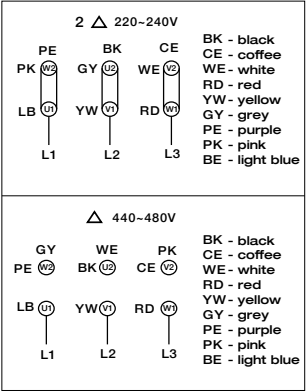 2 △ 220~240V
PE BK CE
PK W2 GY U2 WE V2
LB U1 YW V1 RD W1
L1 L2 L3
BK - black
CE - coffee
WE - white
RD - red
YW - yellow
GY - grey
PE - purple
PK - pink
BE - light blue
△ 440~480V
GY WE PK
PE W2 BK U2 CE V2
LB U1 YW V1 RD W1
L1 L2 L3
BK - black
CE - coffee
WE - white
RD - red
YW - yellow
GY - grey
PE - purple
PK - pink
BE - light blue